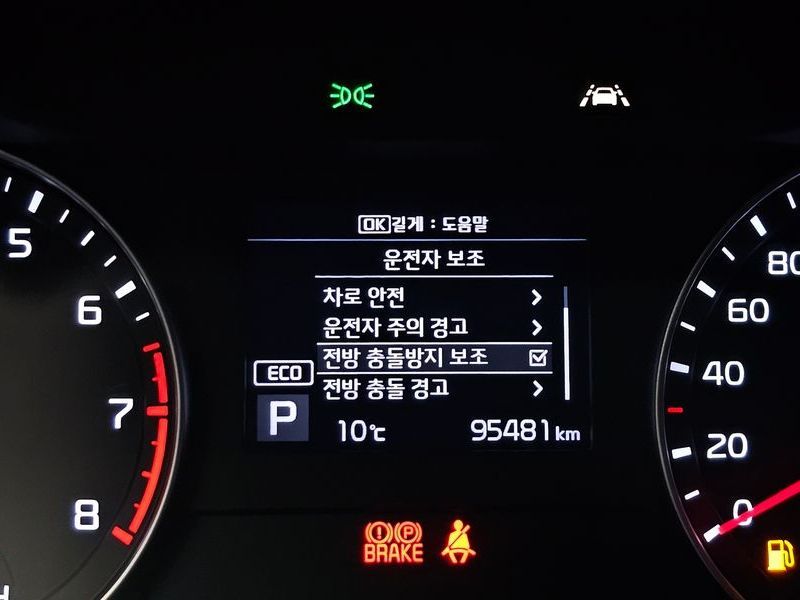 OK길게 : 도움말
운전자 보조
차로 안전
운전자 주의 경고
전방 충돌방지 보조
전방 충돌 경고
ECO
P
10℃ 95481km
5
6
7
8
80
60
40
20
0
P
BRAKE